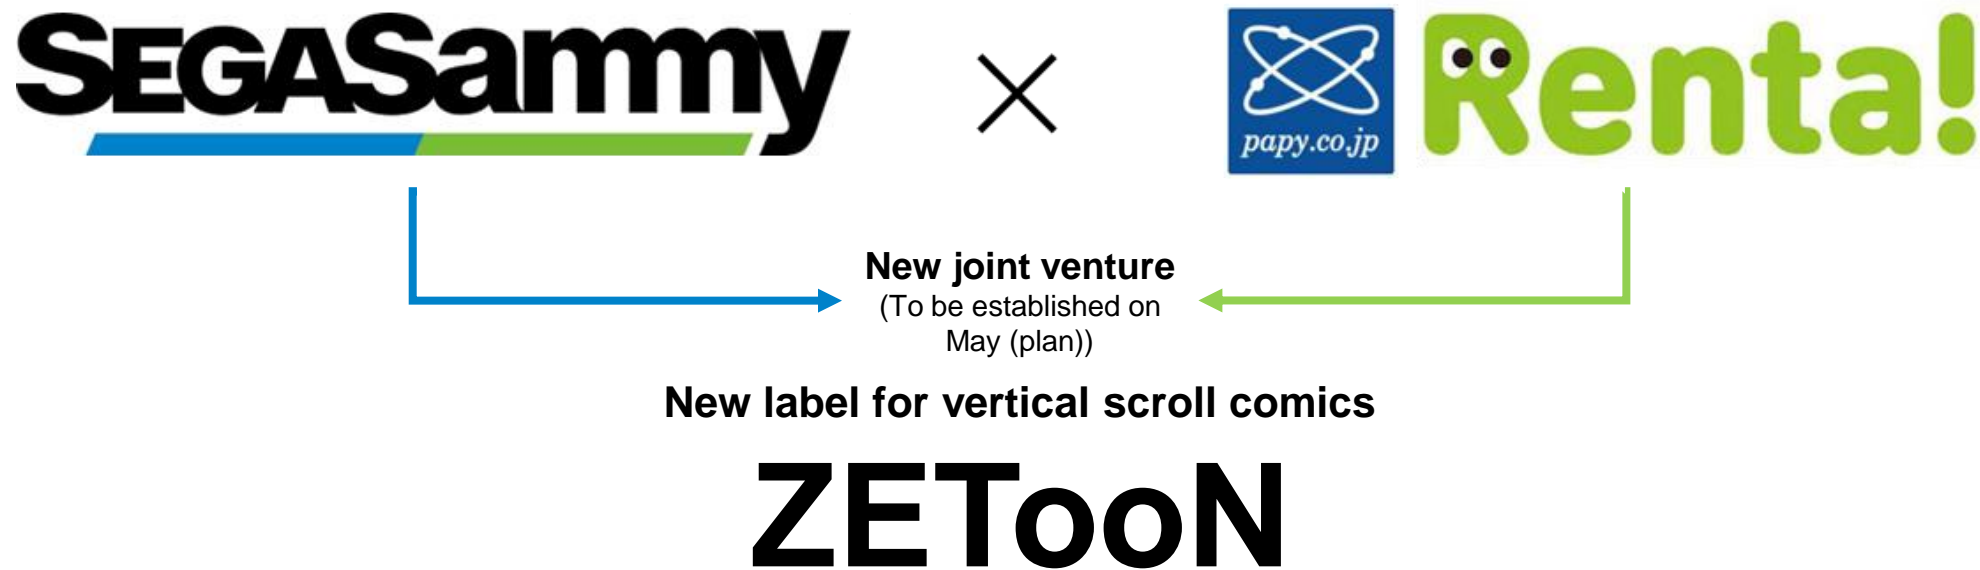 SEGASammy
×
papy.co.jp
Renta!
New joint venture
(To be established on
May (plan))
New label for vertical scroll comics
ZETooN